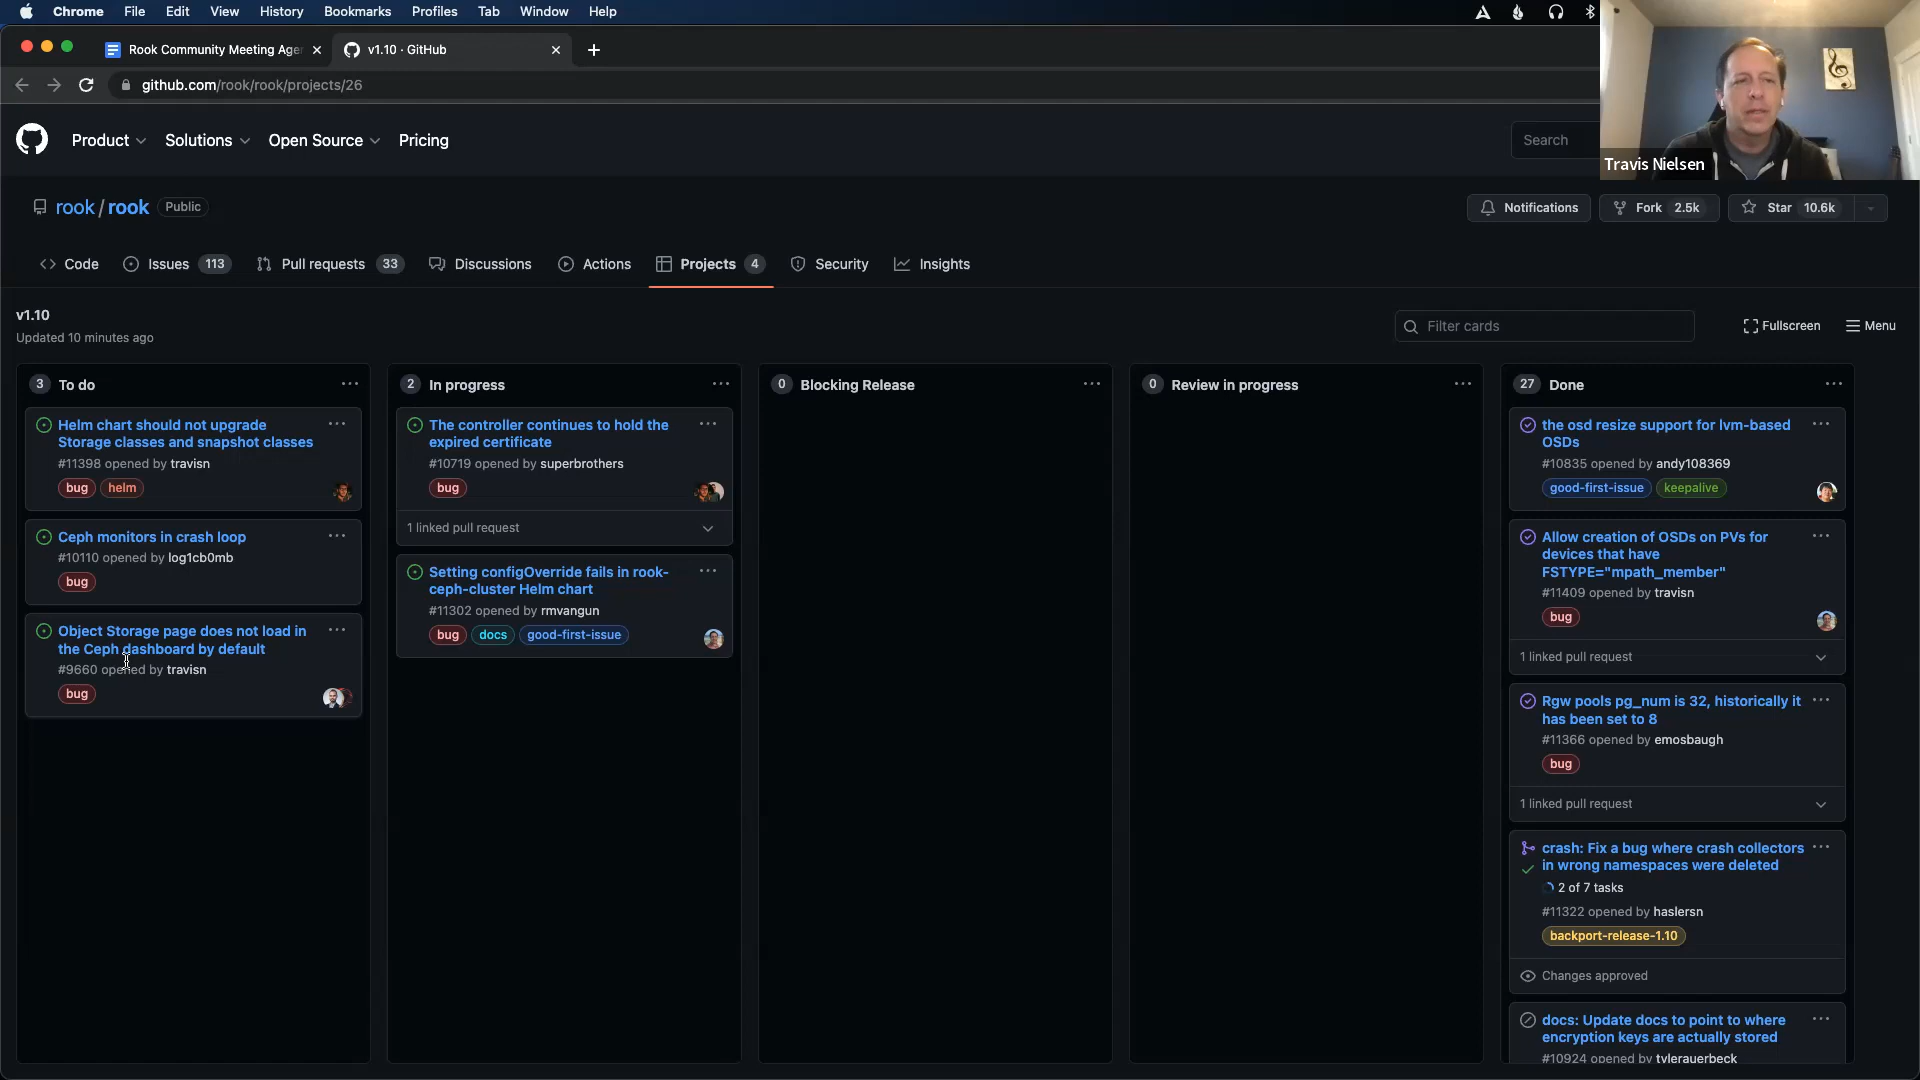 Chrome File Edit View History Bookmarks Profiles Tab Window Help
Rook Community Meeting Age
v1.10 · GitHub
github.com/rook/rook/projects/26
Product Solutions Open Source Pricing
Search
Travis Nielsen
rook / rook Public
Notifications Fork 2.5k Star 10.6k
Code Issues 113 Pull requests 33 Discussions Actions Projects 4 Security Insights
v1.10
Updated 10 minutes ago
Filter cards
Fullscreen Menu
3 To do
Helm chart should not upgrade
Storage classes and snapshot classes
#11398 opened by travisn
bug helm
Ceph monitors in crash loop
#10110 opened by log1cb0mb
bug
Object Storage page does not load in
the Ceph dashboard by default
#9660 opened by travisn
bug
2 In progress
The controller continues to hold the
expired certificate
#10719 opened by superbrothers
bug
1 linked pull request
Setting configOverride fails in rook-
ceph-cluster Helm chart
#11302 opened by rmvangun
bug docs good-first-issue
0 Blocking Release
0 Review in progress
27 Done
the osd resize support for lvm-based
OSDs
#10835 opened by andy108369
good-first-issue keepalive
Allow creation of OSDs on PVs for
devices that have
FSTYPE="mpath_member"
#11409 opened by travisn
bug
1 linked pull request
Rgw pools pg_num is 32, historically it
has been set to 8
#11366 opened by emosbaugh
bug
1 linked pull request
crash: Fix a bug where crash collectors
in wrong namespaces were deleted
2 of 7 tasks
#11322 opened by haslersn
backport-release-1.10
Changes approved
docs: Update docs to point to where
encryption keys are actually stored
#10924 opened by tylerauerbeck